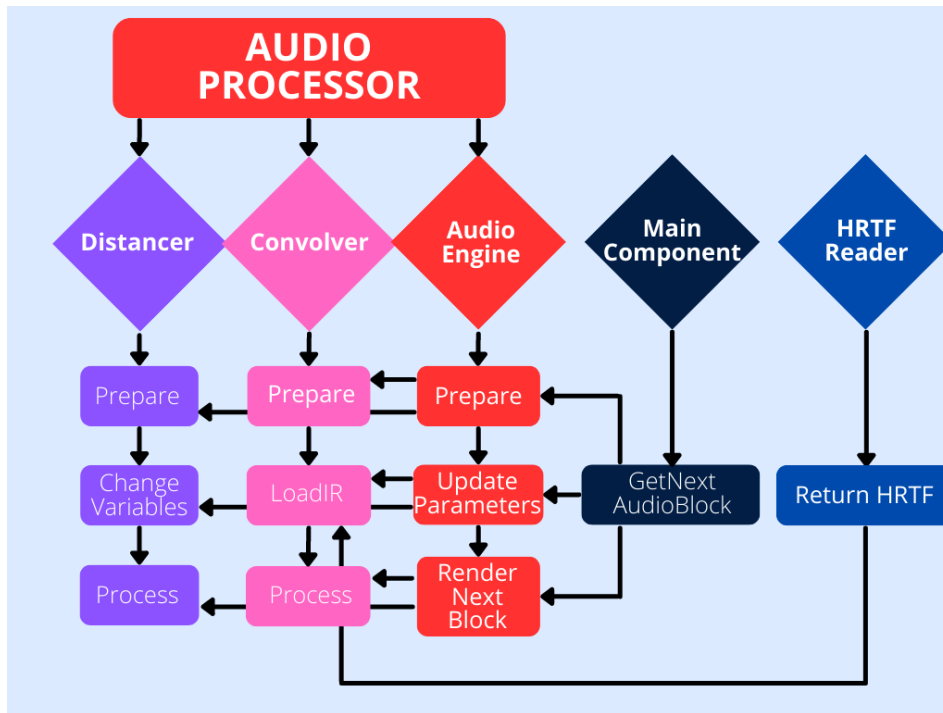 AUDIO
PROCESSOR
Distancer
Convolver
Audio
Engine
Main
Component
HRTF
Reader
Prepare
Prepare
Prepare
Change
Variables
LoadIR
Update
Parameters
GetNext
AudioBlock
Return HRTF
Process
Process
Render
Next
Block